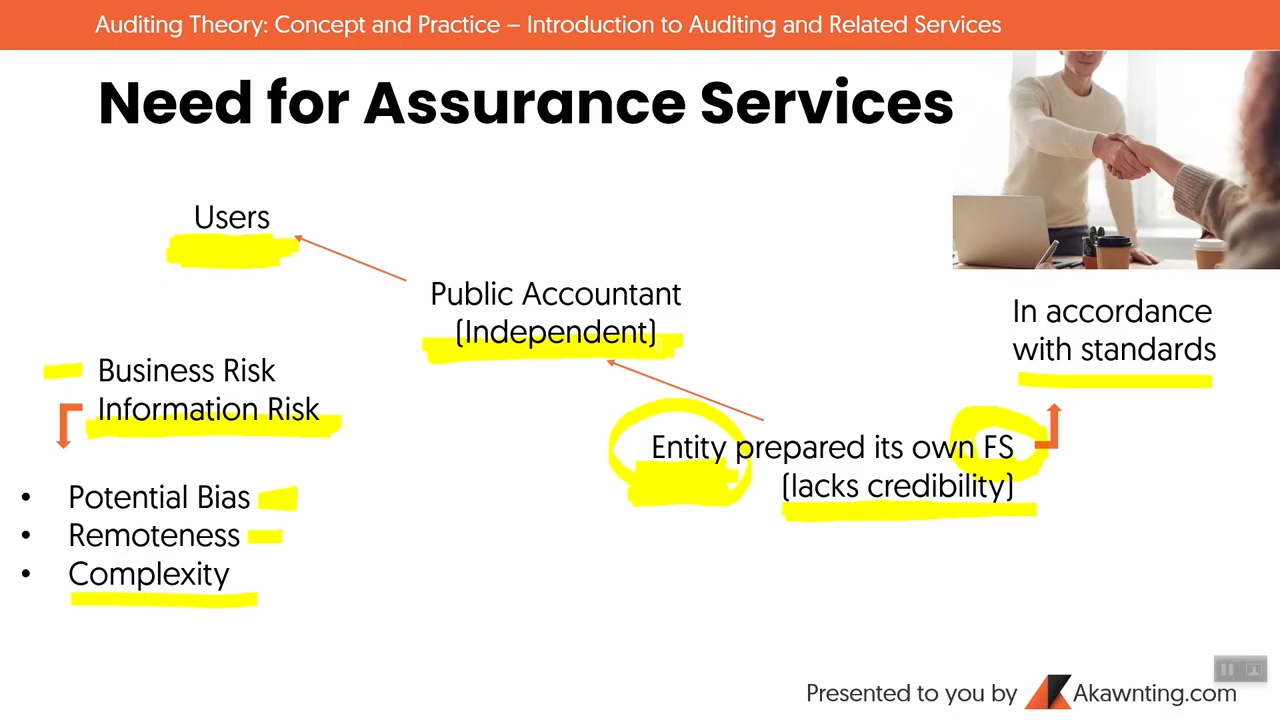 Auditing Theory: Concept and Practice – Introduction to Auditing and Related Services
Need for Assurance Services
Users
Public Accountant
(Independent)
In accordance
with standards
Business Risk
Information Risk
Entity prepared its own FS
(lacks credibility)
• Potential Bias
• Remoteness
• Complexity
Presented to you by Akawnting.com